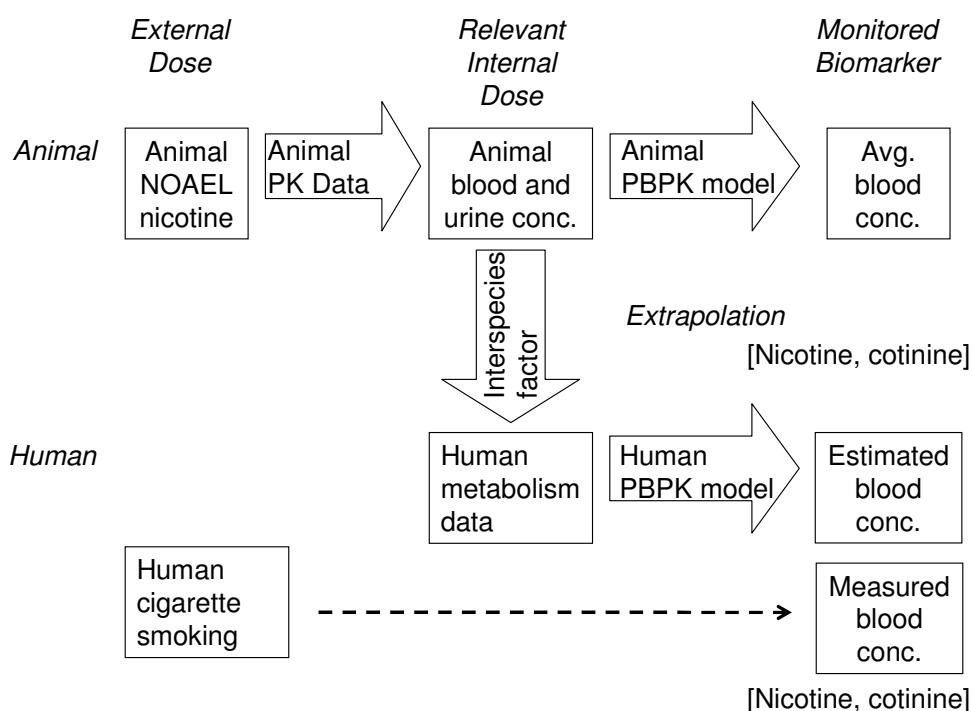 External
Dose
Relevant
Internal
Dose
Monitored
Biomarker
Animal
Animal
NOAEL
nicotine
Animal
PK Data
Animal
blood and
urine conc.
Animal
PBPK model
Avg.
blood
conc.
Interspecies
factor
Extrapolation
[Nicotine, cotinine]
Human
Human
metabolism
data
Human
PBPK model
Estimated
blood
conc.
Human
cigarette
smoking
Measured
blood
conc.
[Nicotine, cotinine]